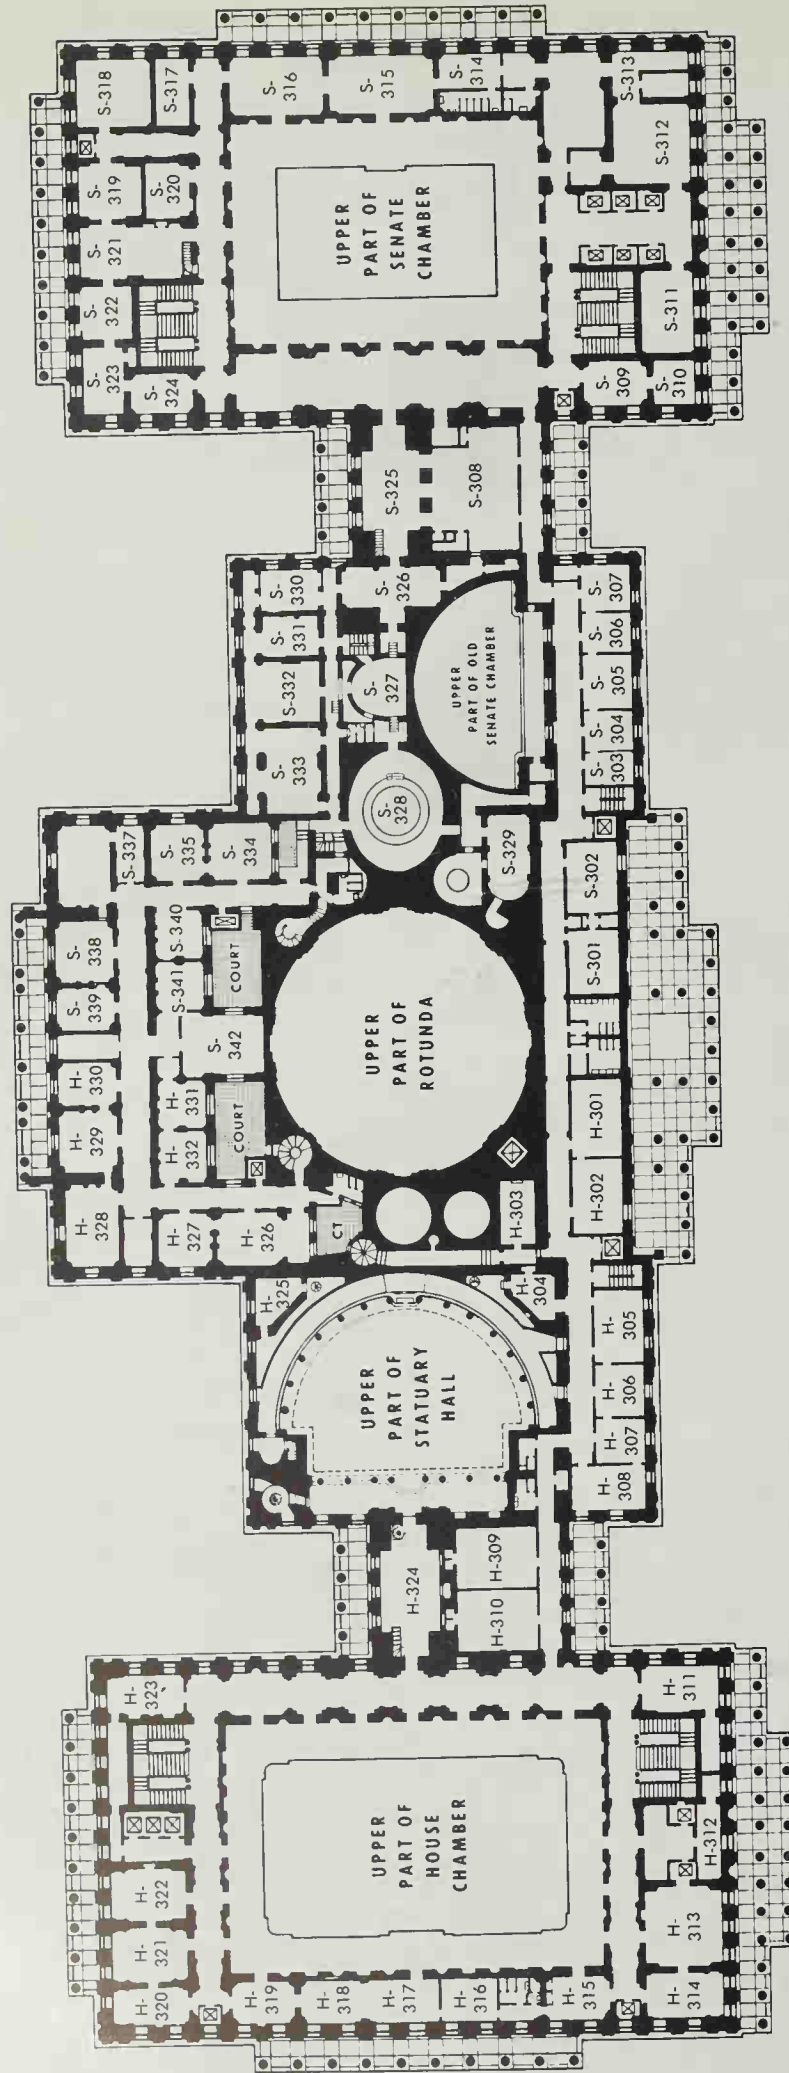 S-
318
S-
317
S-
316
S-
315
S-
314
S-
313
S-
312
S-
319
S-
320
S-
321
S-
322
S-
323
S-
324
UPPER
PART OF
SENATE
CHAMBER
S-
311
S-
309
S-
310
S-325
S-308
S-
330
S-
331
S-332
S-
333
S-
326
S-
327
S-
328
S-329
UPPER
PART OF OLD
SENATE CHAMBER
S-
307
S-
306
S-
305
S-
304
S-
303
S-302
S-301
S-337
S-
335
S-
334
S-
338
S-
339
S-340
S-341
S-
342
COURT
COURT
H-
330
H-
329
H-
331
H-
332
H-
328
H-
327
H-
326
CT
UPPER
PART OF
ROTUNDA
H-301
H-302
H-303
H-
304
H-
325
UPPER
PART OF
STATUARY
HALL
H-
305
H-
306
H-
307
H-
308
H-324
H-309
H-310
H-
323
H-
322
H-
321
H-
320
UPPER
PART OF
HOUSE
CHAMBER
H-
319
H-
318
H-
317
H-
316
H-
315
H-
311
H-312
H-
313
H-
314